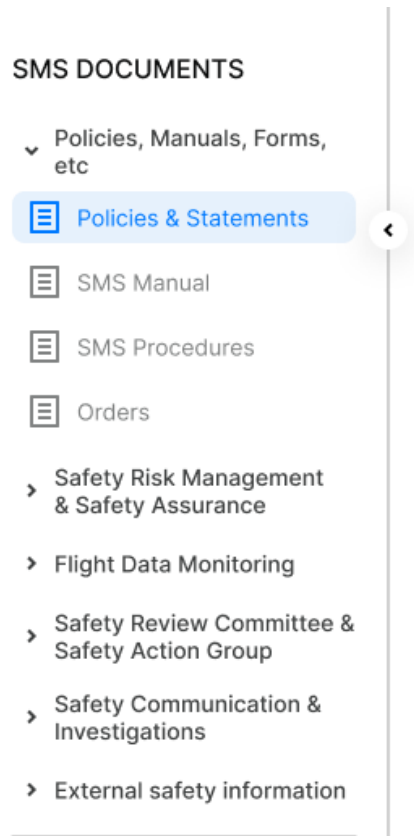 SMS DOCUMENTS
Policies, Manuals, Forms,
etc
Policies & Statements
SMS Manual
SMS Procedures
Orders
Safety Risk Management
& Safety Assurance
Flight Data Monitoring
Safety Review Committee &
Safety Action Group
Safety Communication &
Investigations
External safety information